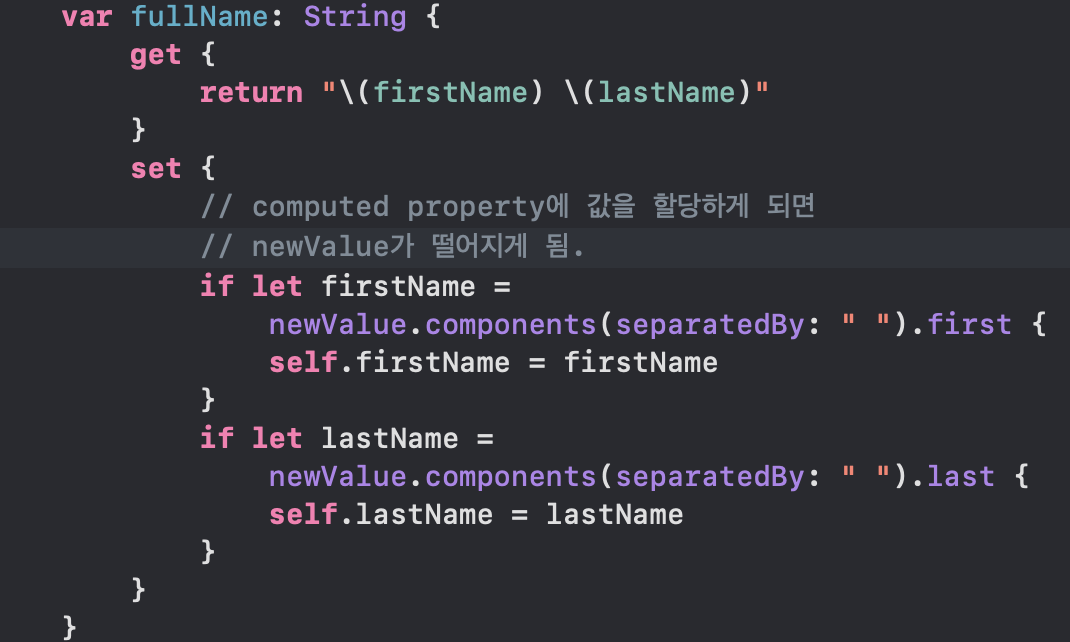 var fullName: String {
get {
return "\(firstName) \(lastName)"
}
set {
// computed property에 값을 할당하게 되면
// newValue가 떨어지게 됨.
if let firstName =
newValue.components(separatedBy: " ").first {
self.firstName = firstName
}
if let lastName =
newValue.components(separatedBy: " ").last {
self.lastName = lastName
}
}
}